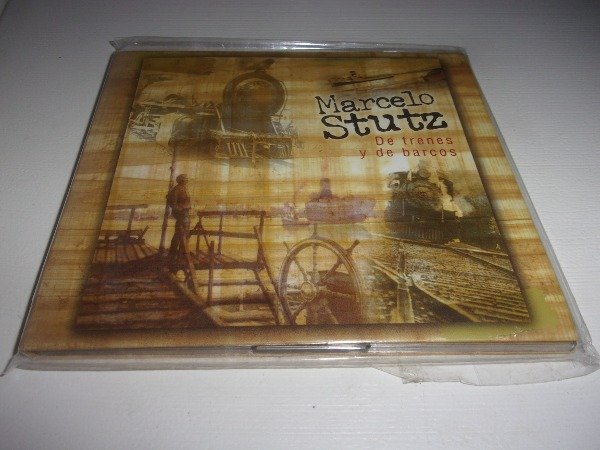 Marcelo
Stutz
De trenes
y de barcos